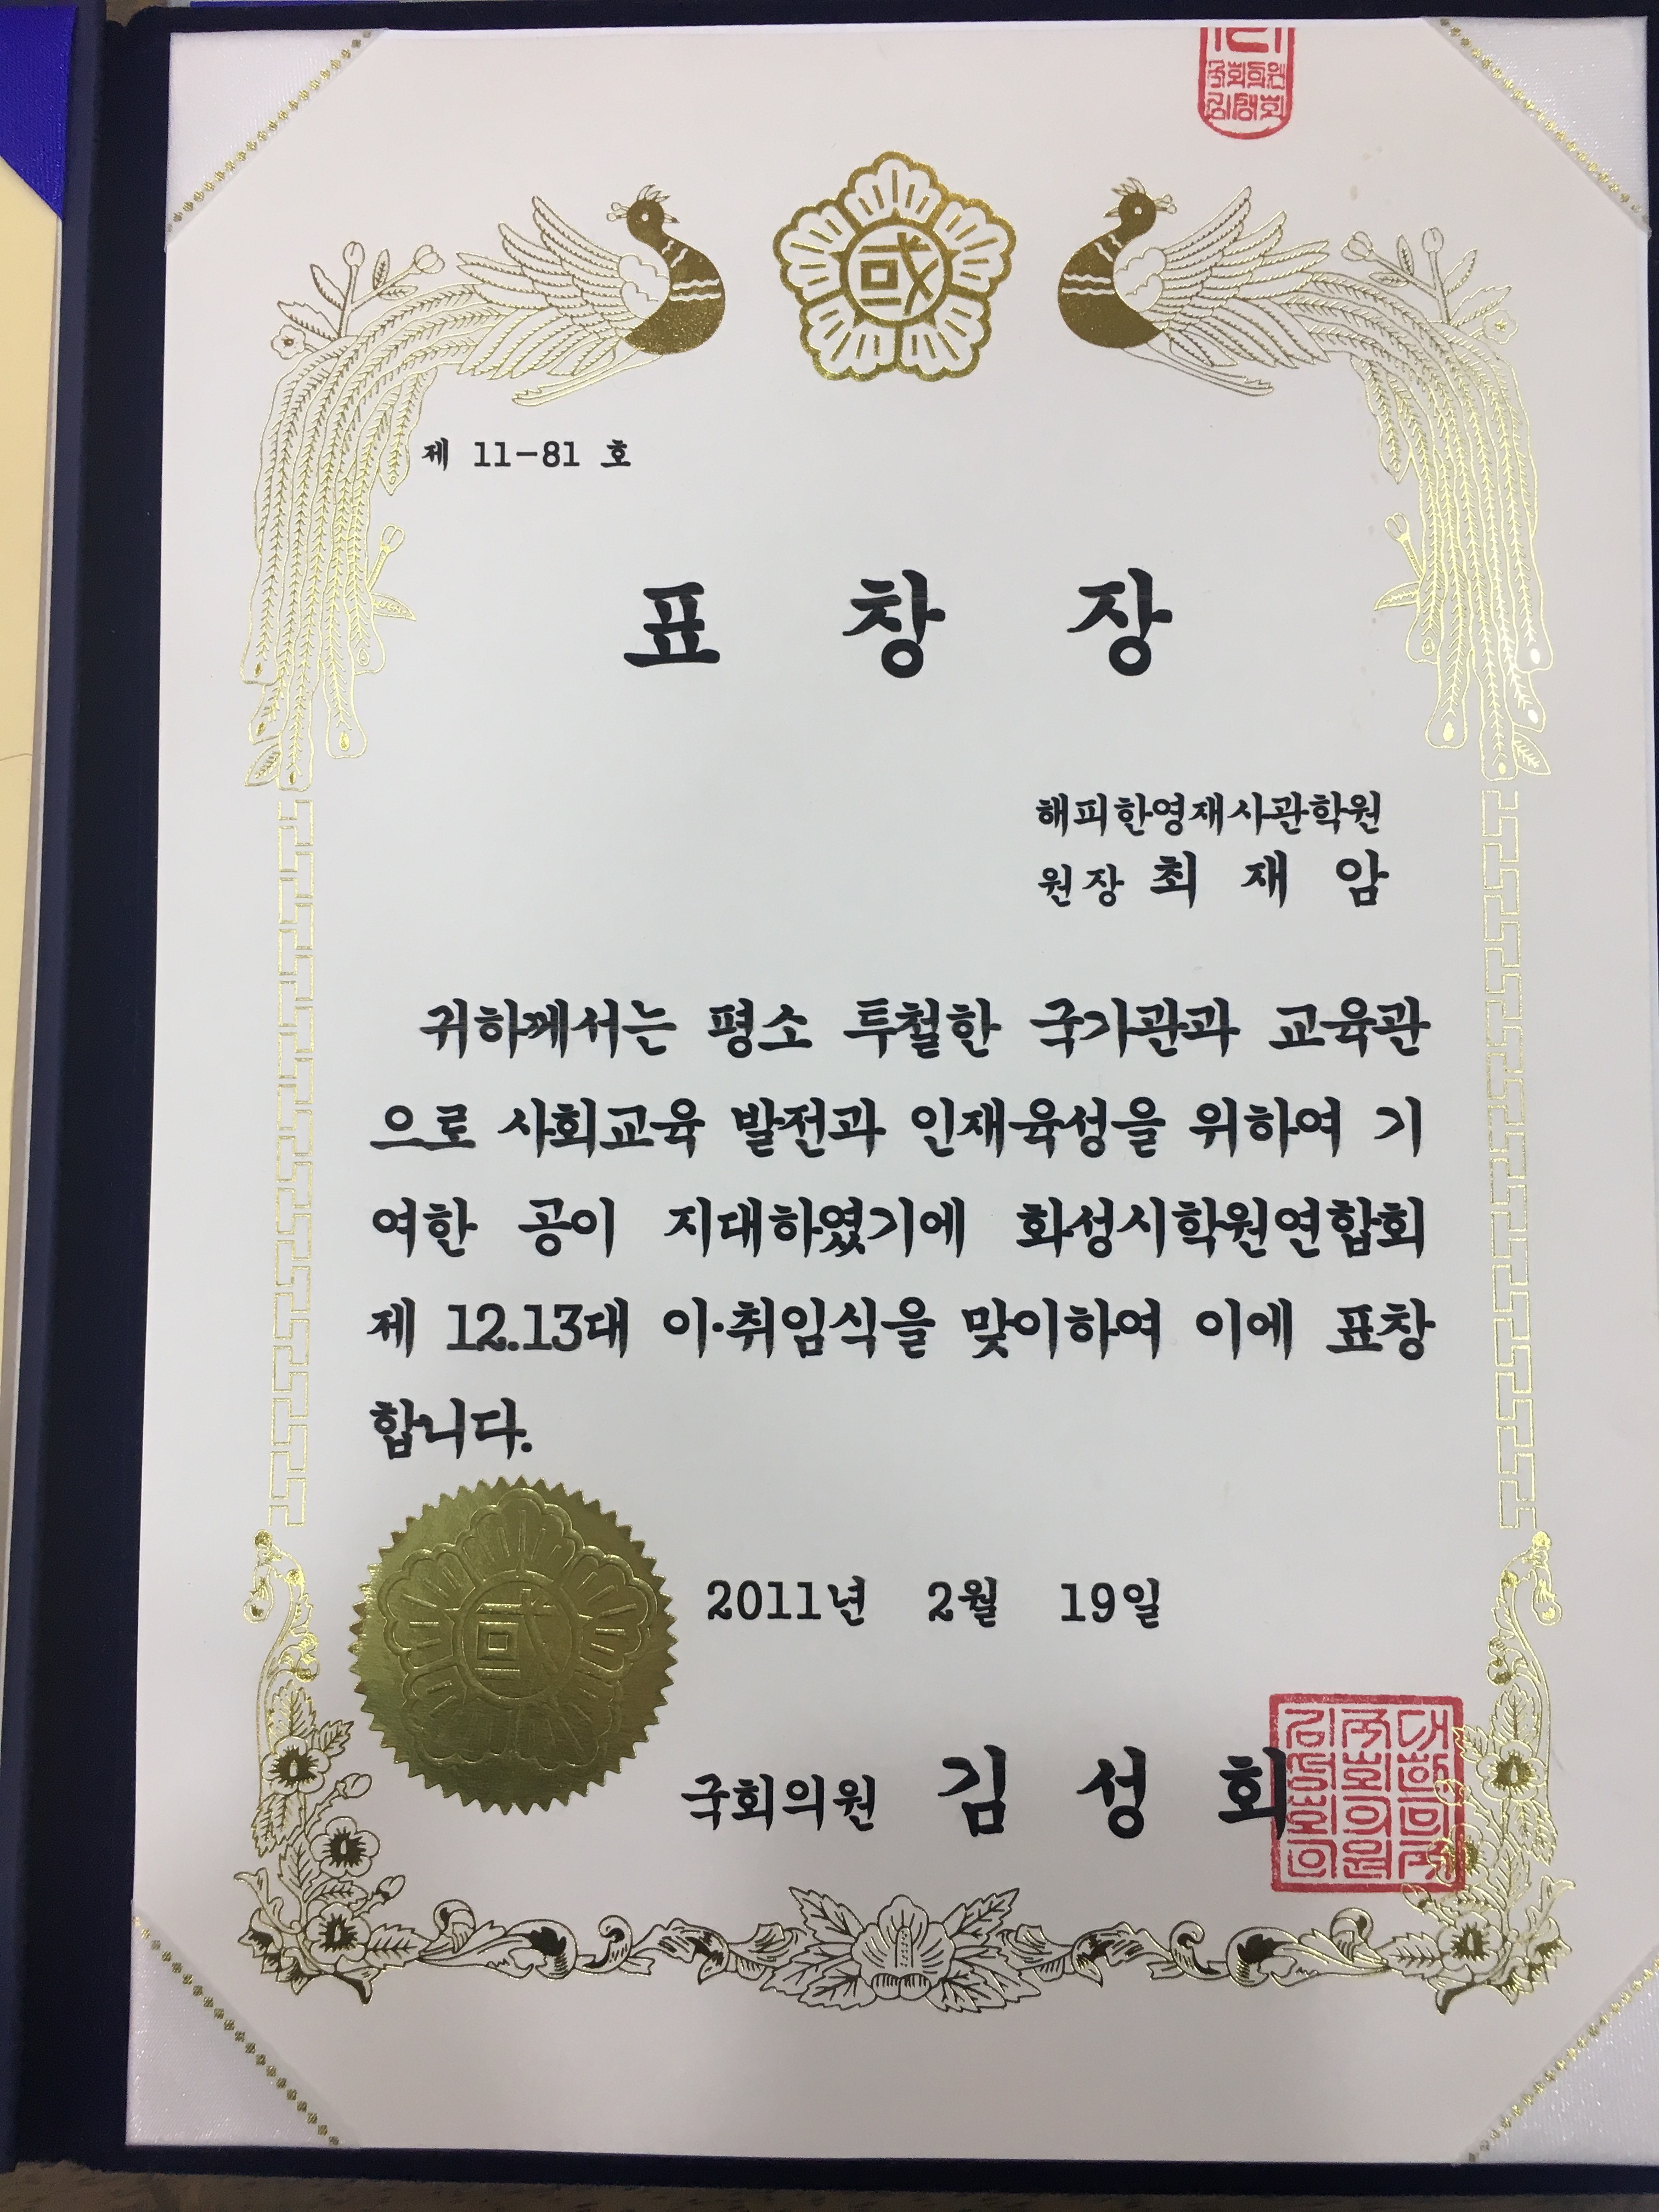 國
제 11-81 호
표 창 장
해피한영재사관학원
원장 최 재 암
귀하께서는 평소 투철한 국가관과 교육관
으로 사회교육 발전과 인재육성을 위하여 기
여한 공이 지대하였기에 화성시학원연합회
제 12.13대 이·취임식을 맞이하여 이에 표창
합니다.
2011년 2월 19일
국회의원 김 성 회